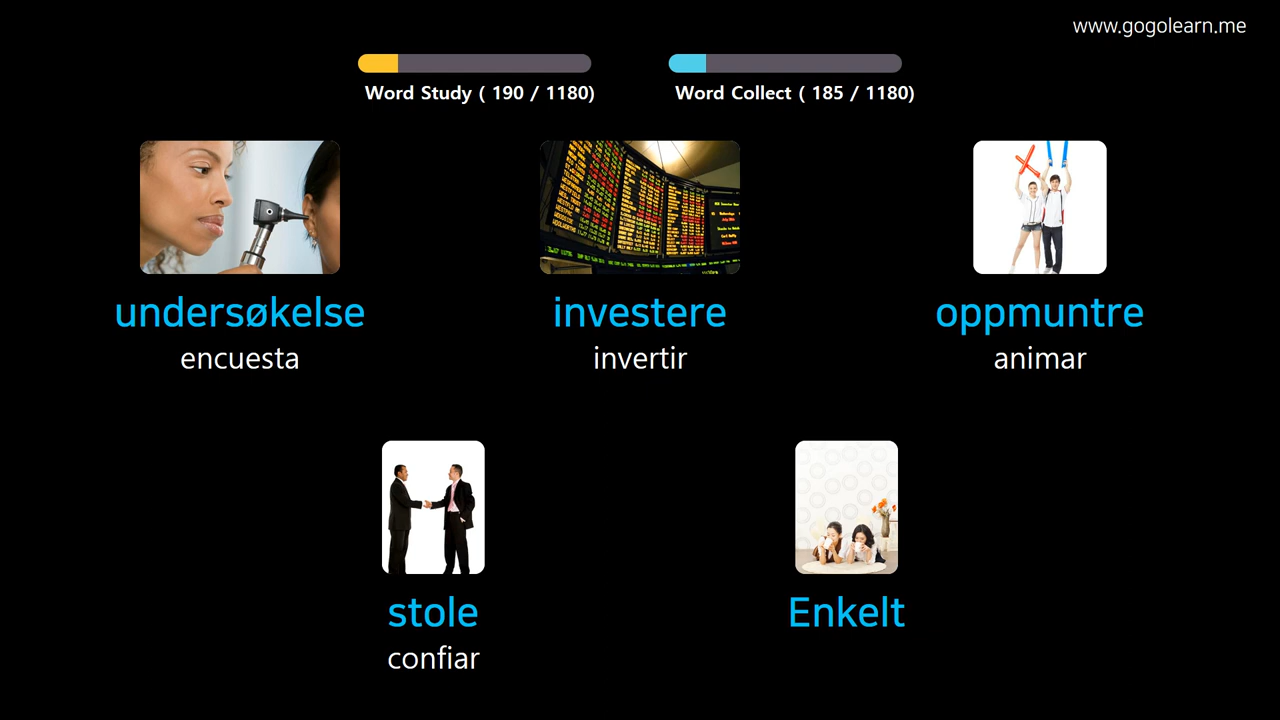 www.gogolearn.me
Word Study ( 190 / 1180)
Word Collect ( 185 / 1180)
undersøkelse
encuesta
investere
invertir
oppmuntre
animar
stole
confiar
Enkelt